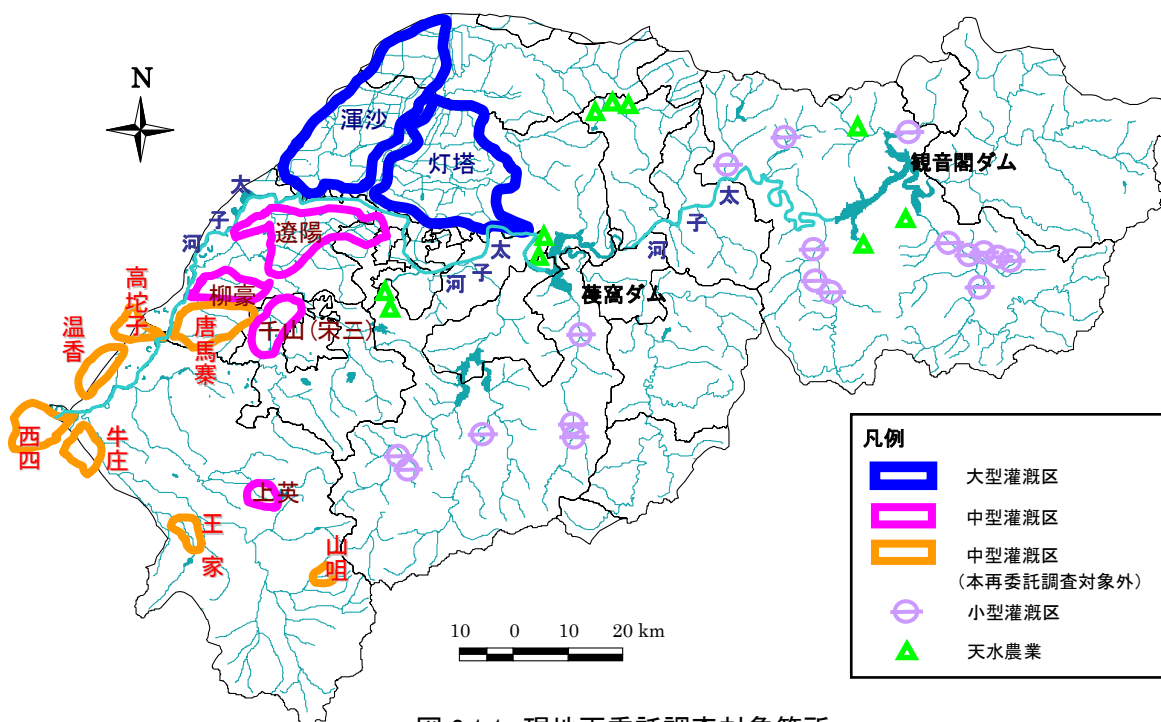 N
渾沙
灯塔
観音閣ダム
太
子
河
太
子
河
遼陽
太
子
河
葠窩ダム
高坨子
柳豪
唐馬寨
千山(栄三)
温香
西四
牛庄
上英
王家
山咀
凡例
大型灌漑区
中型灌漑区
中型灌漑区
(本再委託調査対象外)
小型灌漑区
天水農業
10 0 10 20 km